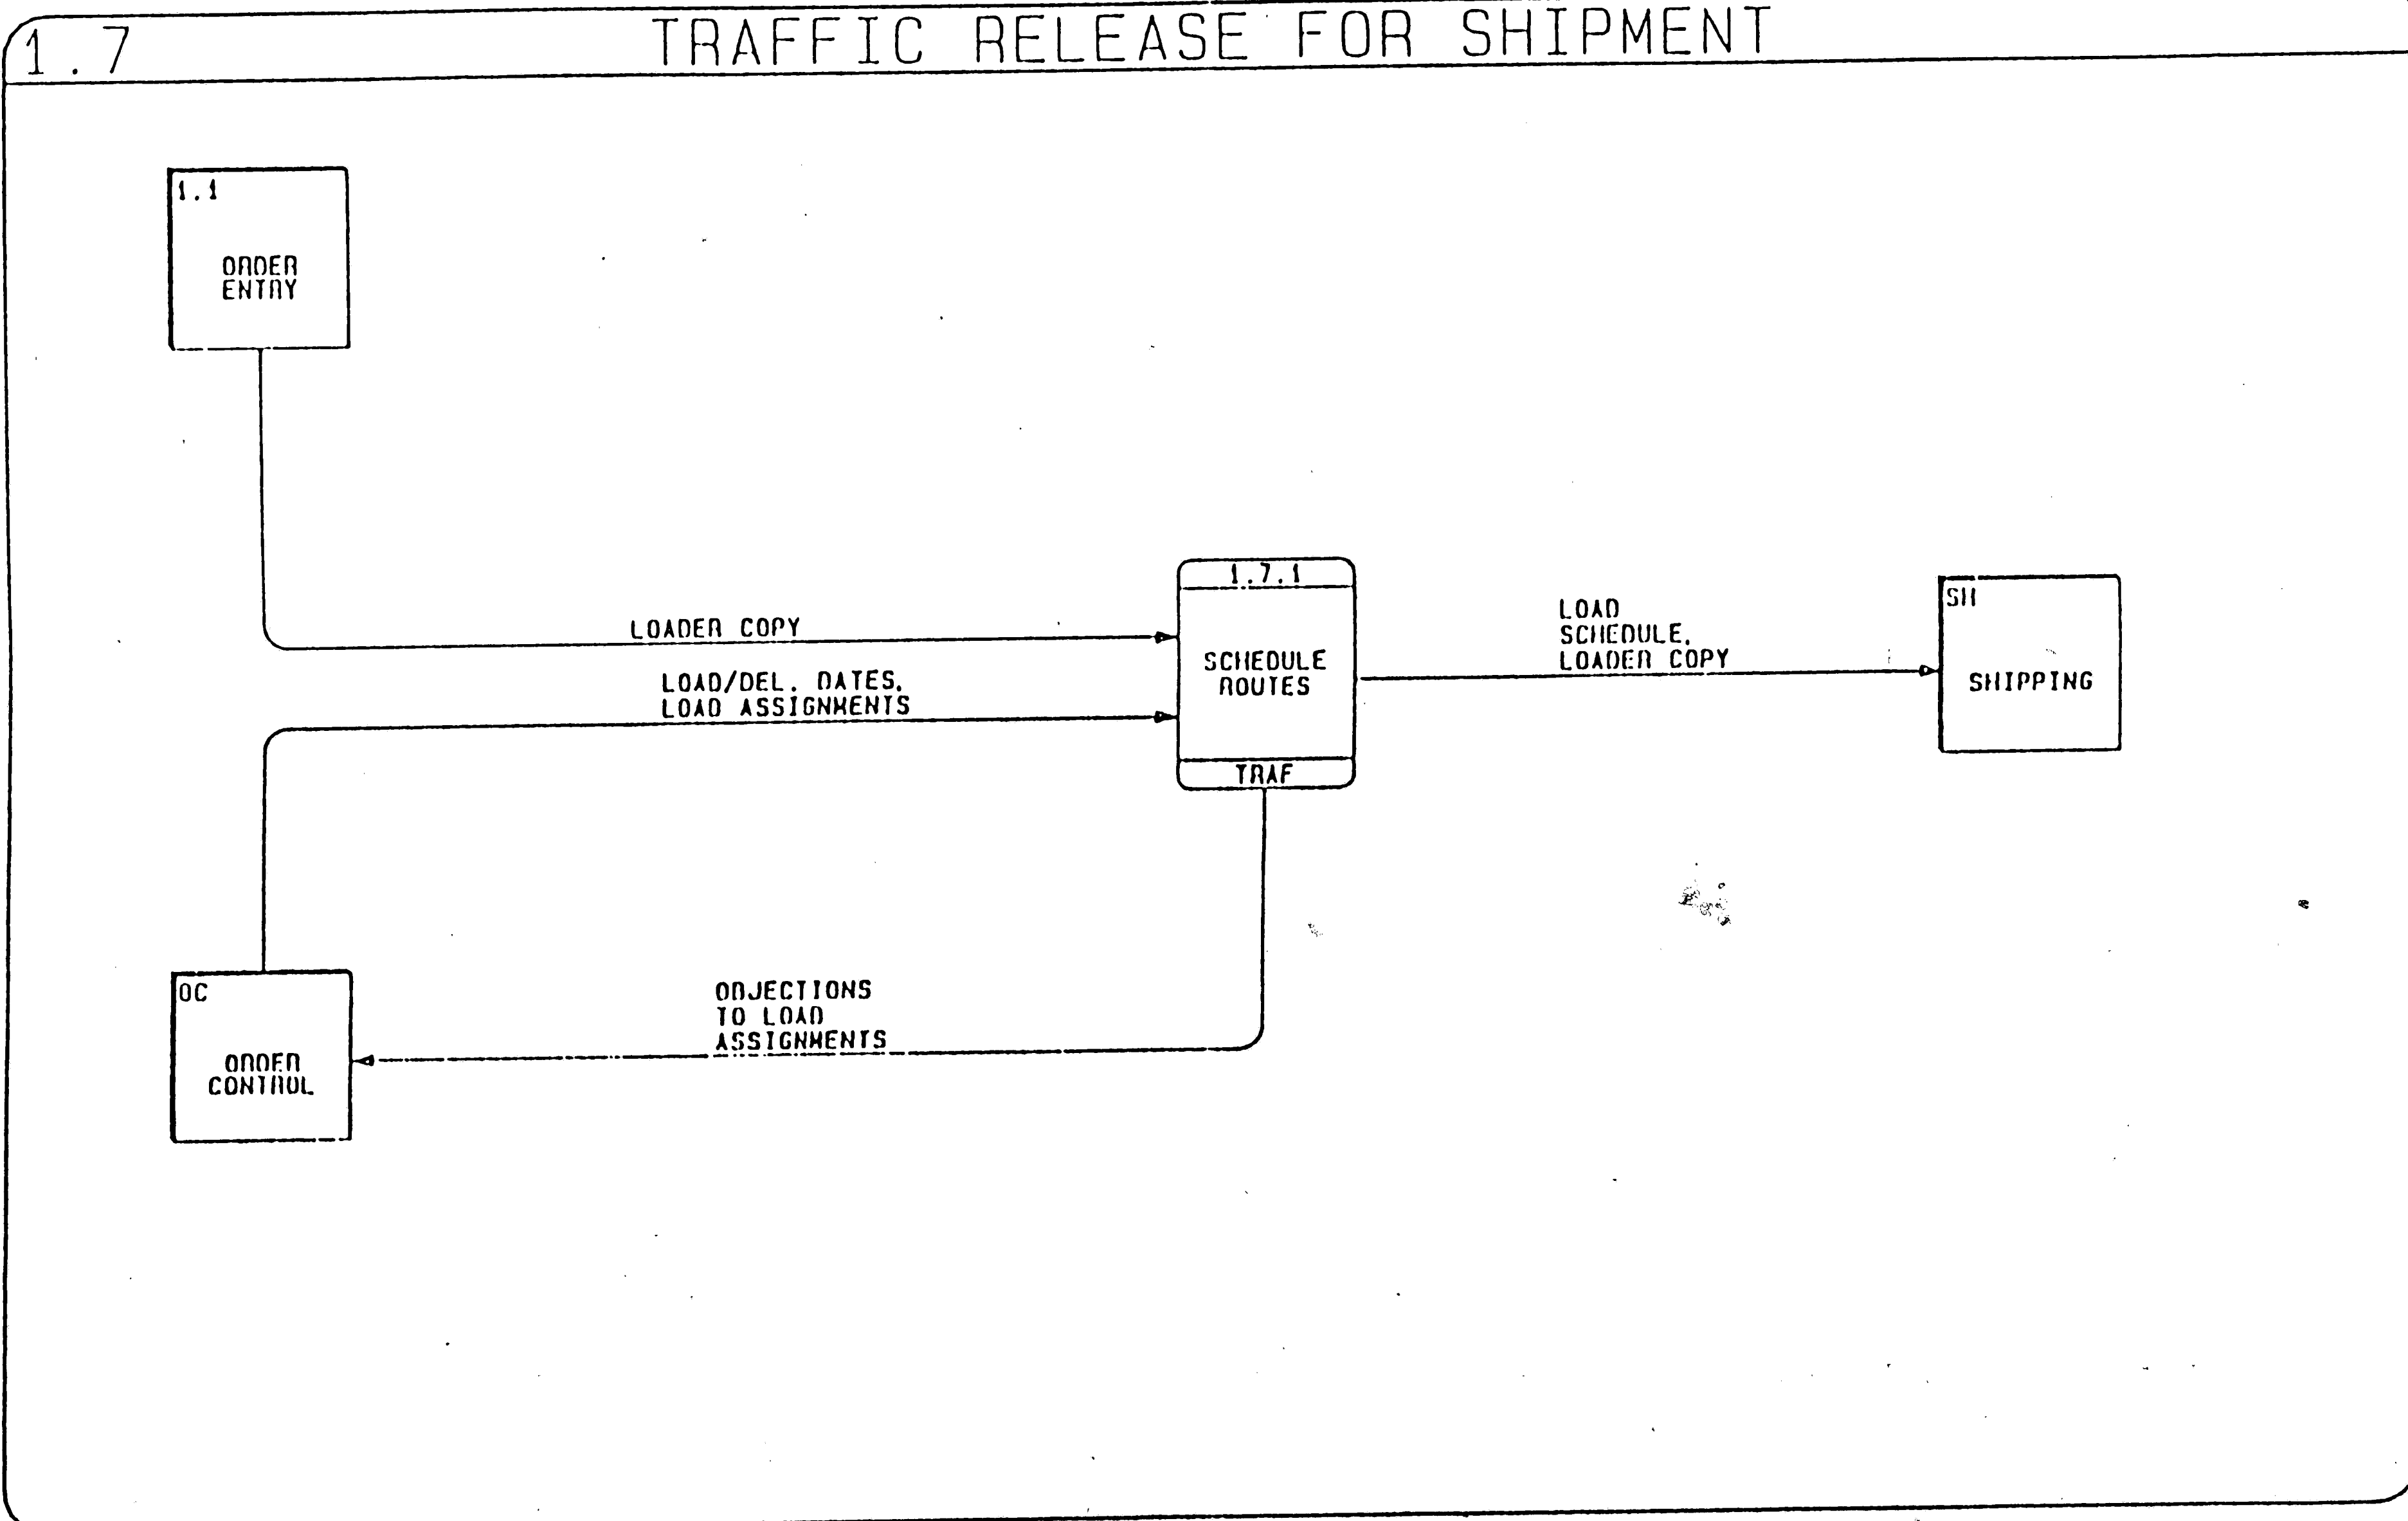 1.7
TRAFFIC RELEASE FOR SHIPMENT
1.1
ORDER
ENTRY
LOADER COPY
LOAD/DEL. DATES,
LOAD ASSIGNMENTS
1.7.1
SCHEDULE
ROUTES
TRAF
LOAD
SCHEDULE,
LOADER COPY
SH
SHIPPING
OC
ORDER
CONTROL
OBJECTIONS
TO LOAD
ASSIGNMENTS